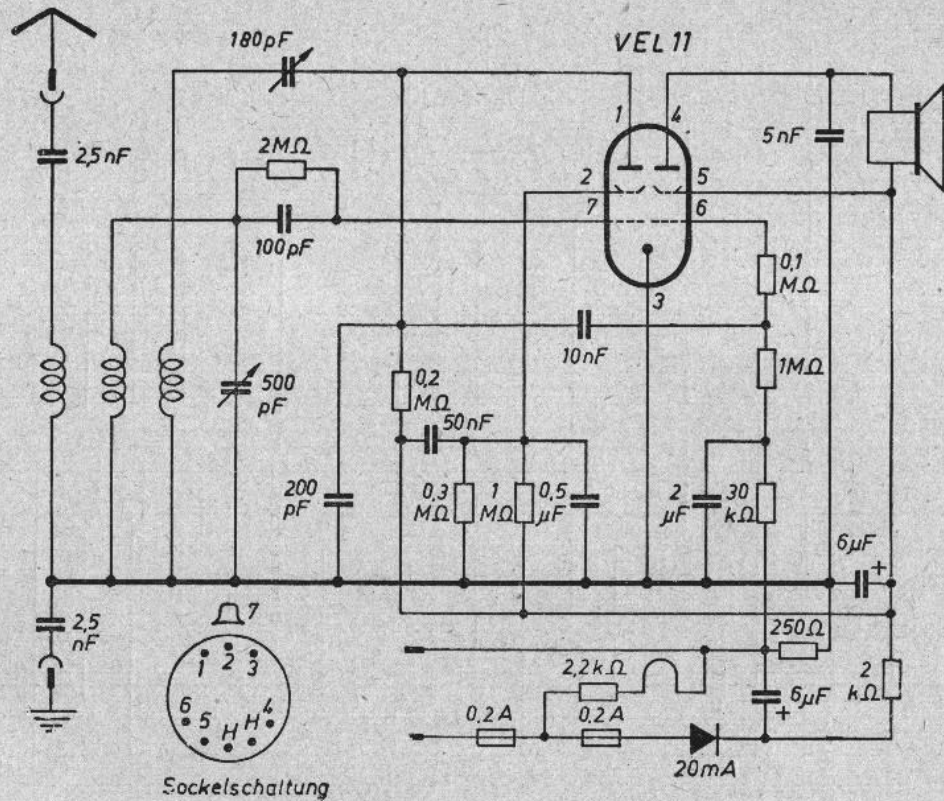 180pF
VEL 11
1
4
2,5nF
2MΩ
5nF
2
5
7
6
100pF
3
0,1
MΩ
10nF
1MΩ
500
pF
0,2
MΩ
50nF
200
pF
0,3
MΩ
1
MΩ
0,5
µF
2
µF
30
kΩ
6µF
+
2,5
nF
7
1
2
3
6
5
H
H
4
Sockelschaltung
250Ω
2,2kΩ
6µF
+
2
kΩ
0,2A
0,2A
20mA